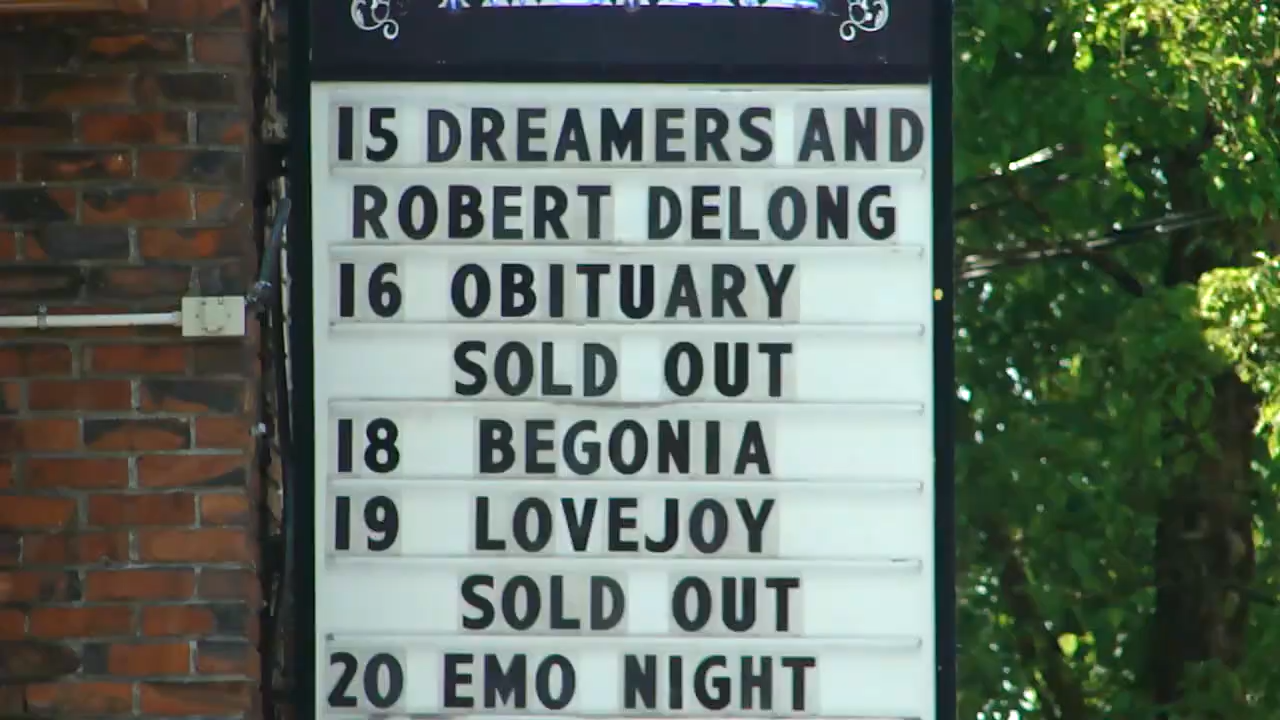 15 DREAMERS AND
ROBERT DELONG
16 OBITUARY
SOLD OUT
18 BEGONIA
19 LOVEJOY
SOLD OUT
20 EMO NIGHT